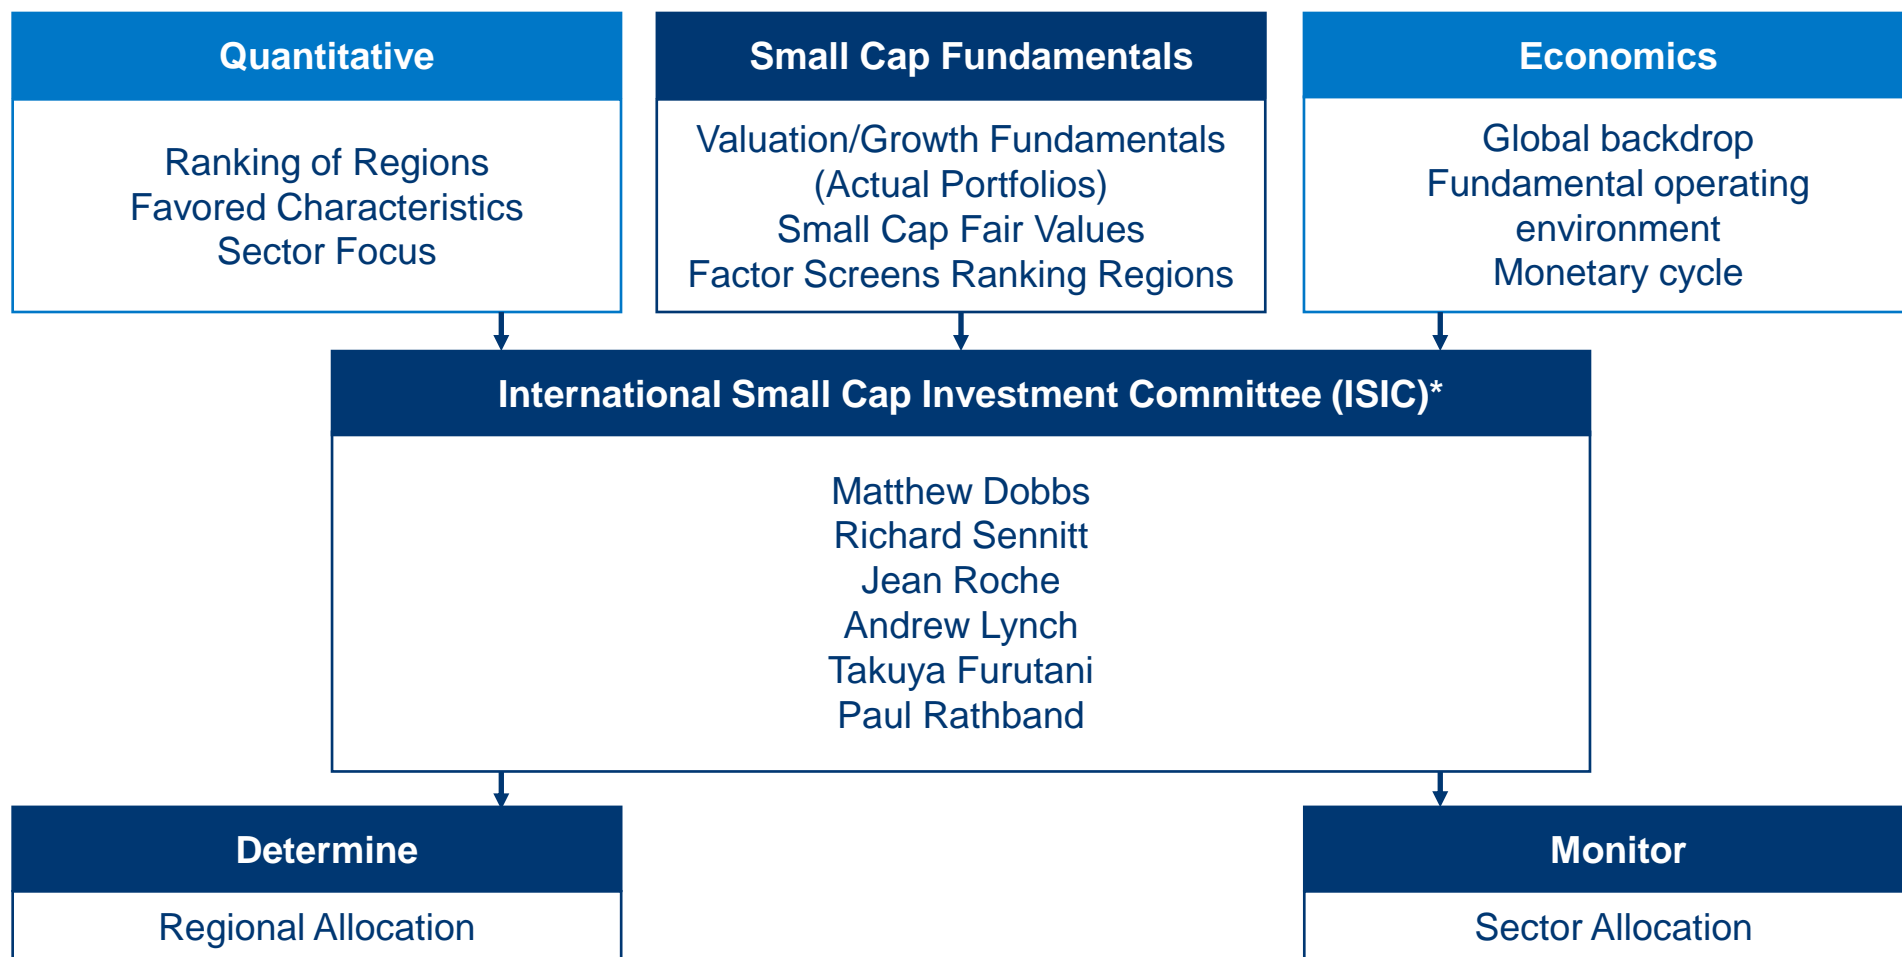 Quantitative
Ranking of Regions
Favored Characteristics
Sector Focus
Small Cap Fundamentals
Valuation/Growth Fundamentals
(Actual Portfolios)
Small Cap Fair Values
Factor Screens Ranking Regions
Economics
Global backdrop
Fundamental operating
environment
Monetary cycle
International Small Cap Investment Committee (ISIC)*
Matthew Dobbs
Richard Sennitt
Jean Roche
Andrew Lynch
Takuya Furutani
Paul Rathband
Determine
Regional Allocation
Monitor
Sector Allocation